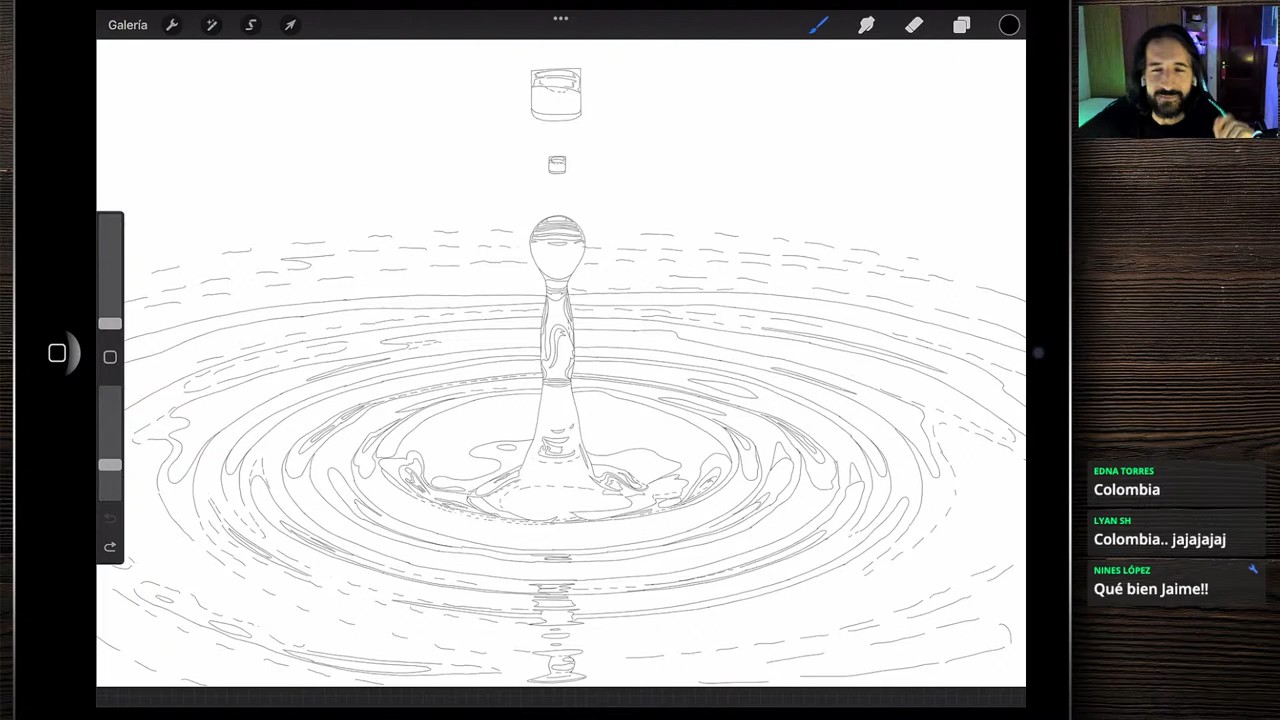 Galería
EDNA TORRES
Colombia
LYAN SH
Colombia.. jajajajaj
NINES LÓPEZ
Qué bien Jaime!!